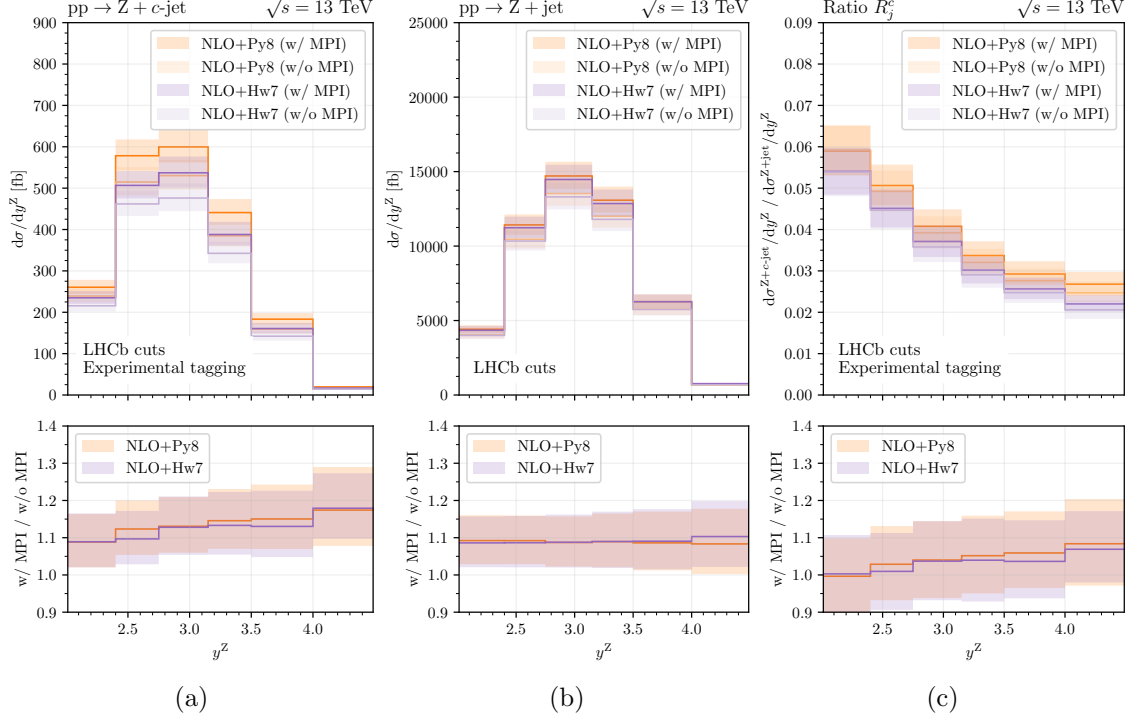 pp → Z + c-jet √s = 13 TeV
900
800
700
600
500
400
300
200
100
0
dσ/dy^Z [fb]
NLO+Py8 (w/ MPI)
NLO+Py8 (w/o MPI)
NLO+Hw7 (w/ MPI)
NLO+Hw7 (w/o MPI)
LHCb cuts
Experimental tagging
1.4
1.3
1.2
1.1
1.0
0.9
w/ MPI / w/o MPI
NLO+Py8
NLO+Hw7
2.5 3.0 3.5 4.0
y^Z
(a)
pp → Z + jet √s = 13 TeV
25000
20000
15000
10000
5000
0
dσ/dy^Z [fb]
NLO+Py8 (w/ MPI)
NLO+Py8 (w/o MPI)
NLO+Hw7 (w/ MPI)
NLO+Hw7 (w/o MPI)
LHCb cuts
1.4
1.3
1.2
1.1
1.0
0.9
w/ MPI / w/o MPI
NLO+Py8
NLO+Hw7
2.5 3.0 3.5 4.0
y^Z
(b)
Ratio R_j^c √s = 13 TeV
0.09
0.08
0.07
0.06
0.05
0.04
0.03
0.02
0.01
0.00
dσ^{Z+c-jet}/dy^Z / dσ^{Z+jet}/dy^Z
NLO+Py8 (w/ MPI)
NLO+Py8 (w/o MPI)
NLO+Hw7 (w/ MPI)
NLO+Hw7 (w/o MPI)
LHCb cuts
Experimental tagging
1.4
1.3
1.2
1.1
1.0
0.9
w/ MPI / w/o MPI
NLO+Py8
NLO+Hw7
2.5 3.0 3.5 4.0
y^Z
(c)